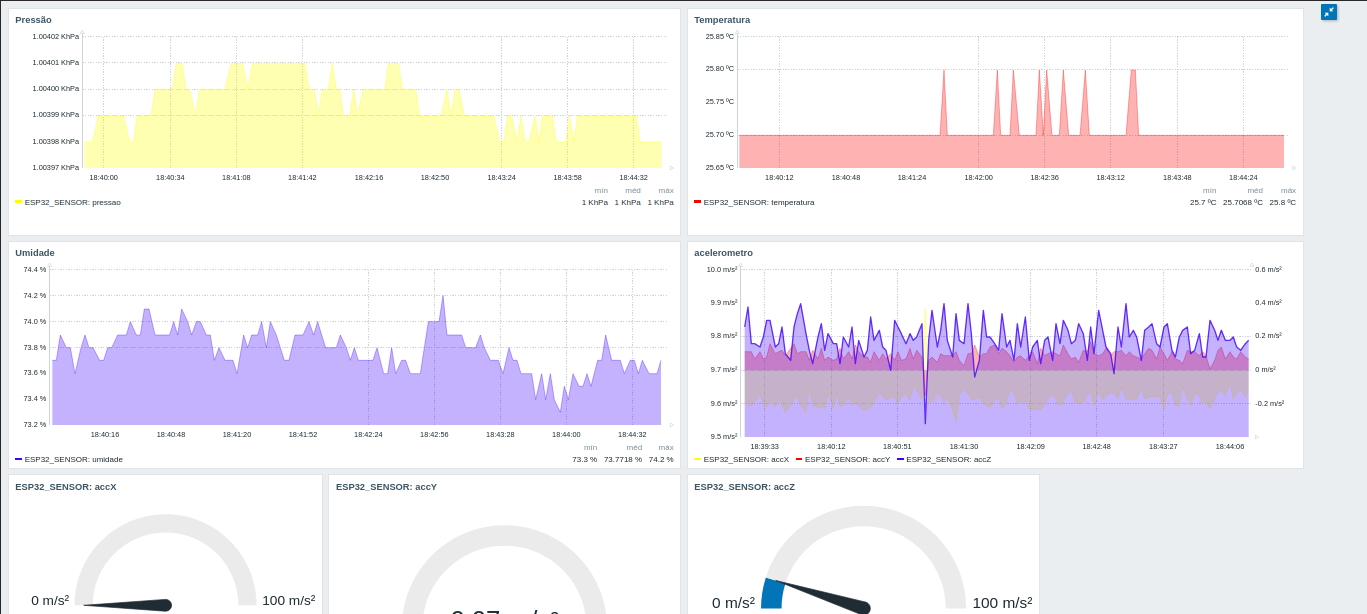 Pressão
1.00402 KhPa
1.00401 KhPa
1.00400 KhPa
1.00399 KhPa
1.00398 KhPa
1.00397 KhPa
18:40:00 18:40:34 18:41:08 18:41:42 18:42:16 18:42:50 18:43:24 18:43:58 18:44:32
mín méd máx
ESP32_SENSOR: pressao 1 KhPa 1 KhPa 1 KhPa
Temperatura
25.85 ºC
25.80 ºC
25.75 ºC
25.70 ºC
25.65 ºC
18:40:12 18:40:48 18:41:24 18:42:00 18:42:36 18:43:12 18:43:48 18:44:24
mín méd máx
ESP32_SENSOR: temperatura 25.7 ºC 25.7068 ºC 25.8 ºC
Umidade
74.4 %
74.2 %
74.0 %
73.8 %
73.6 %
73.4 %
73.2 %
18:40:16 18:40:48 18:41:20 18:41:52 18:42:24 18:42:56 18:43:28 18:44:00 18:44:32
mín méd máx
ESP32_SENSOR: umidade 73.3 % 73.7718 % 74.2 %
acelerometro
10.0 m/s² 0.6 m/s²
9.9 m/s² 0.4 m/s²
9.8 m/s² 0.2 m/s²
9.7 m/s² 0 m/s²
9.6 m/s² -0.2 m/s²
9.5 m/s²
18:39:33 18:40:12 18:40:51 18:41:30 18:42:09 18:42:48 18:43:27 18:44:06
ESP32_SENSOR: accX ESP32_SENSOR: accY ESP32_SENSOR: accZ
ESP32_SENSOR: accX
0 m/s² 100 m/s²
ESP32_SENSOR: accY
ESP32_SENSOR: accZ
0 m/s² 100 m/s²